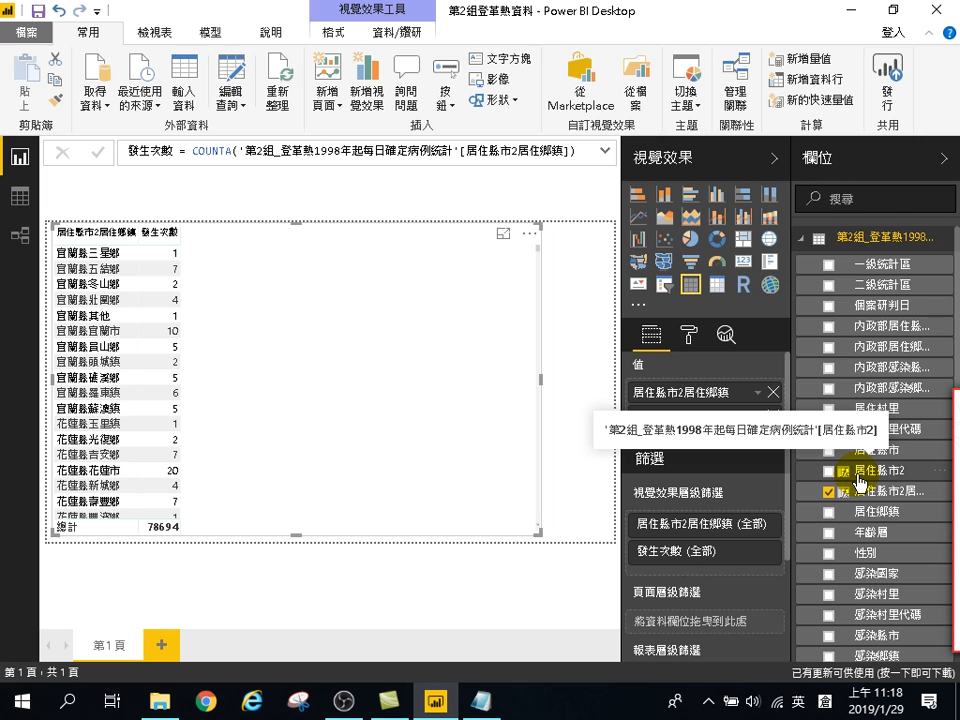 視覺效果工具
第2組登革熱資料 - Power BI Desktop
檔案
常用
檢視表
模型
說明
格式
資料/鑽研
登入
貼上
剪貼簿
取得資料
最近使用的來源
輸入資料
編輯查詢
重新整理
外部資料
新增頁面
新增視覺效果
詢問問題
按鈕
文字方塊
影像
形狀
插入
從 Marketplace
從檔案
自訂視覺效果
切換主題
主題
管理關聯
關聯性
新增量值
新增資料行
新的快速量值
計算
發行
共用
發生次數 = COUNTA('第2組_登革熱1998年起每日確定病例統計'[居住縣市2居住鄉鎮])
居住縣市2居住鄉鎮 發生次數
宜蘭縣三星鄉 1
宜蘭縣五結鄉 7
宜蘭縣冬山鄉 2
宜蘭縣壯圍鄉 4
宜蘭縣其他 1
宜蘭縣宜蘭市 10
宜蘭縣員山鄉 5
宜蘭縣頭城鎮 2
宜蘭縣礁溪鄉 5
宜蘭縣羅東鎮 6
宜蘭縣蘇澳鎮 5
花蓮縣玉里鎮 1
花蓮縣光復鄉 2
花蓮縣吉安鄉 7
花蓮縣花蓮市 20
花蓮縣新城鄉 4
花蓮縣壽豐鄉 7
花蓮縣豐濱鄉 1
總計 78694
視覺效果
值
居住縣市2居住鄉鎮
'第2組_登革熱1998年起每日確定病例統計'[居住縣市2]
篩選
視覺效果層級篩選
居住縣市2居住鄉鎮 (全部)
發生次數 (全部)
頁面層級篩選
將資料欄位拖曳到此處
報表層級篩選
欄位
搜尋
第2組_登革熱1998...
一級統計區
二級統計區
個案研判日
內政部居住縣...
內政部居住鄉...
內政部感染縣...
內政部感染鄉...
居住村里
里代碼
居住縣市
居住縣市2
居住縣市2居...
居住鄉鎮
年齡層
性別
感染國家
感染村里
感染村里代碼
感染縣市
感染鄉鎮
第1頁
第 1 頁，共 1 頁
已有更新可供使用 (按一下即可下載)
英
上午 11:18
2019/1/29